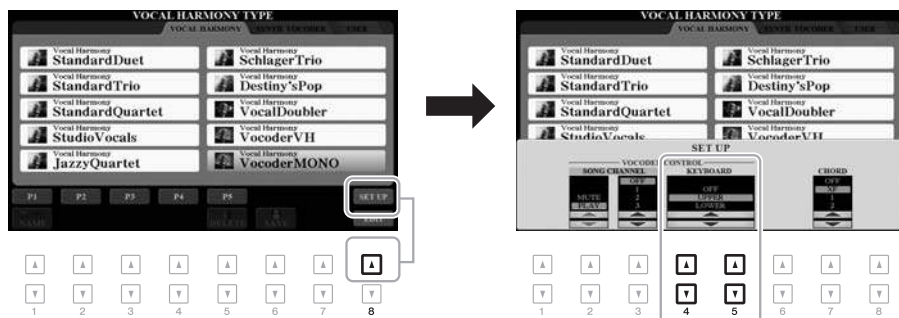 VOCAL HARMONY TYPE
VOCAL HARMONY SYNTH VOCODER USER
Vocal Harmony
StandardDuet
Vocal Harmony
SchlagerTrio
Vocal Harmony
StandardTrio
Vocal Harmony
Destiny'sPop
Vocal Harmony
StandardQuartet
Vocal Harmony
VocalDoubler
Vocal Harmony
StudioVocals
Vocal Harmony
VocoderVH
Vocal Harmony
JazzyQuartet
Vocal Harmony
VocoderMONO
P1 P2 P3 P4 P5 SET UP
NAME DELETE SAVE EDIT
1 2 3 4 5 6 7 8
VOCAL HARMONY TYPE
VOCAL HARMONY SYNTH VOCODER USER
Vocal Harmony
StandardDuet
Vocal Harmony
SchlagerTrio
Vocal Harmony
StandardTrio
Vocal Harmony
Destiny'sPop
Vocal Harmony
StandardQuartet
Vocal Harmony
VocalDoubler
Vocal Harmony
StudioVocals
Vocal Harmony
VocoderVH
SET UP
VOCODER CONTROL
SONG CHANNEL KEYBOARD CHORD
OFF OFF
1 OFF XF
MUTE 2 UPPER 1
PLAY 3 LOWER 2
1 2 3 4 5 6 7 8